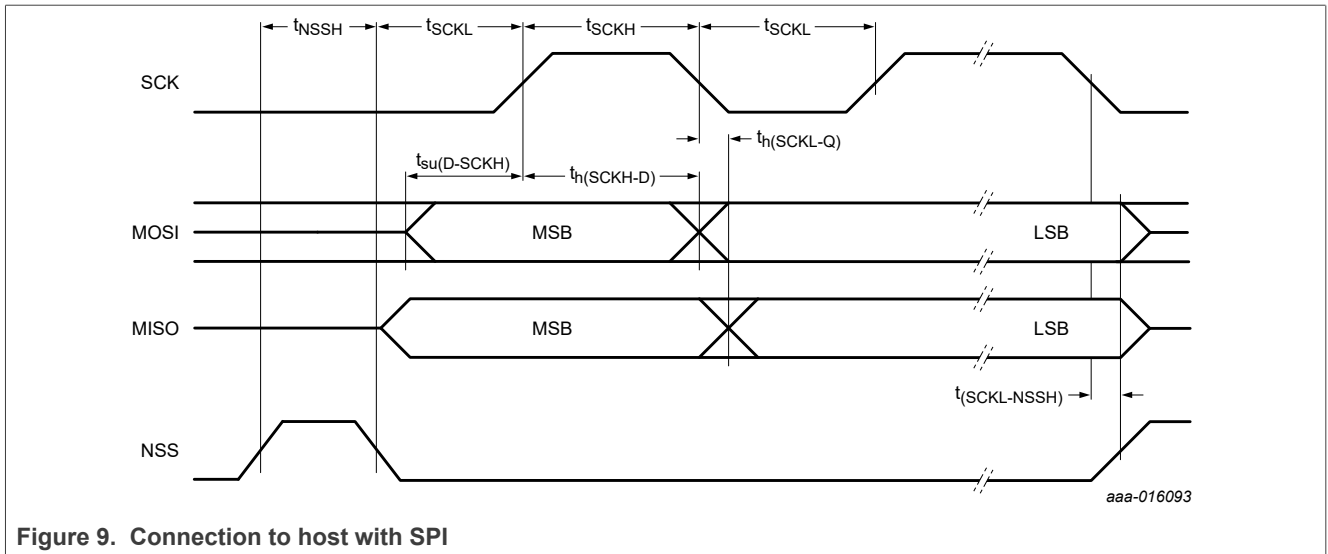 tNSSH tSCKL tSCKH tSCKL
SCK
th(SCKL-Q)
tsu(D-SCKH)
th(SCKH-D)
MOSI MSB LSB
MISO MSB LSB
t(SCKL-NSSH)
NSS
aaa-016093
Figure 9. Connection to host with SPI